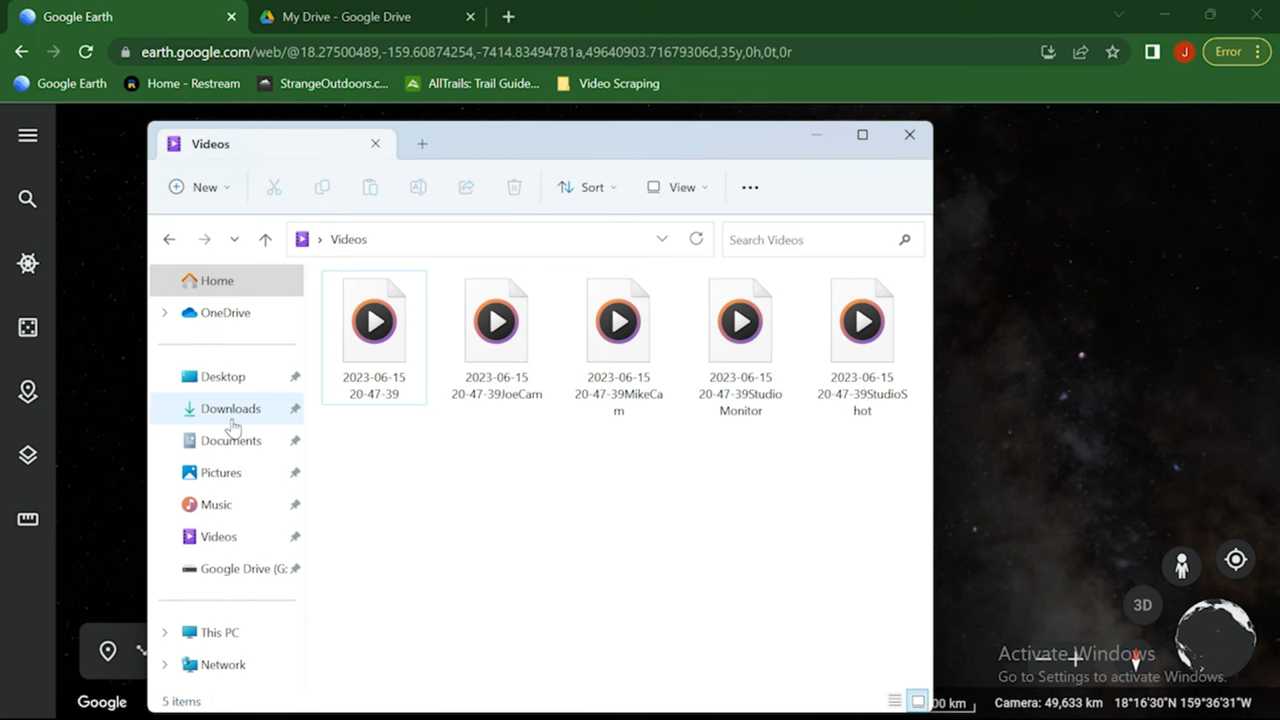 Google Earth
My Drive - Google Drive
earth.google.com/web/@18.27500489,-159.60874254,-7414.83494781a,49640903.71679306d,35y,0h,0t,0r
J
Error
Google Earth
Home - Restream
StrangeOutdoors.c...
AllTrails: Trail Guide...
Video Scraping
Videos
New
Sort
View
Videos
Search Videos
Home
OneDrive
Desktop
Downloads
Documents
Pictures
Music
Videos
Google Drive (G:
This PC
Network
2023-06-15
20-47-39
2023-06-15
20-47-39JoeCam
2023-06-15
20-47-39MikeCa
m
2023-06-15
20-47-39Studio
Monitor
2023-06-15
20-47-39StudioS
hot
5 items
3D
Activate Windows
Go to Settings to activate Windows.
Google
00 km
Camera: 49,633 km
18°16'30"N 159°36'31"W